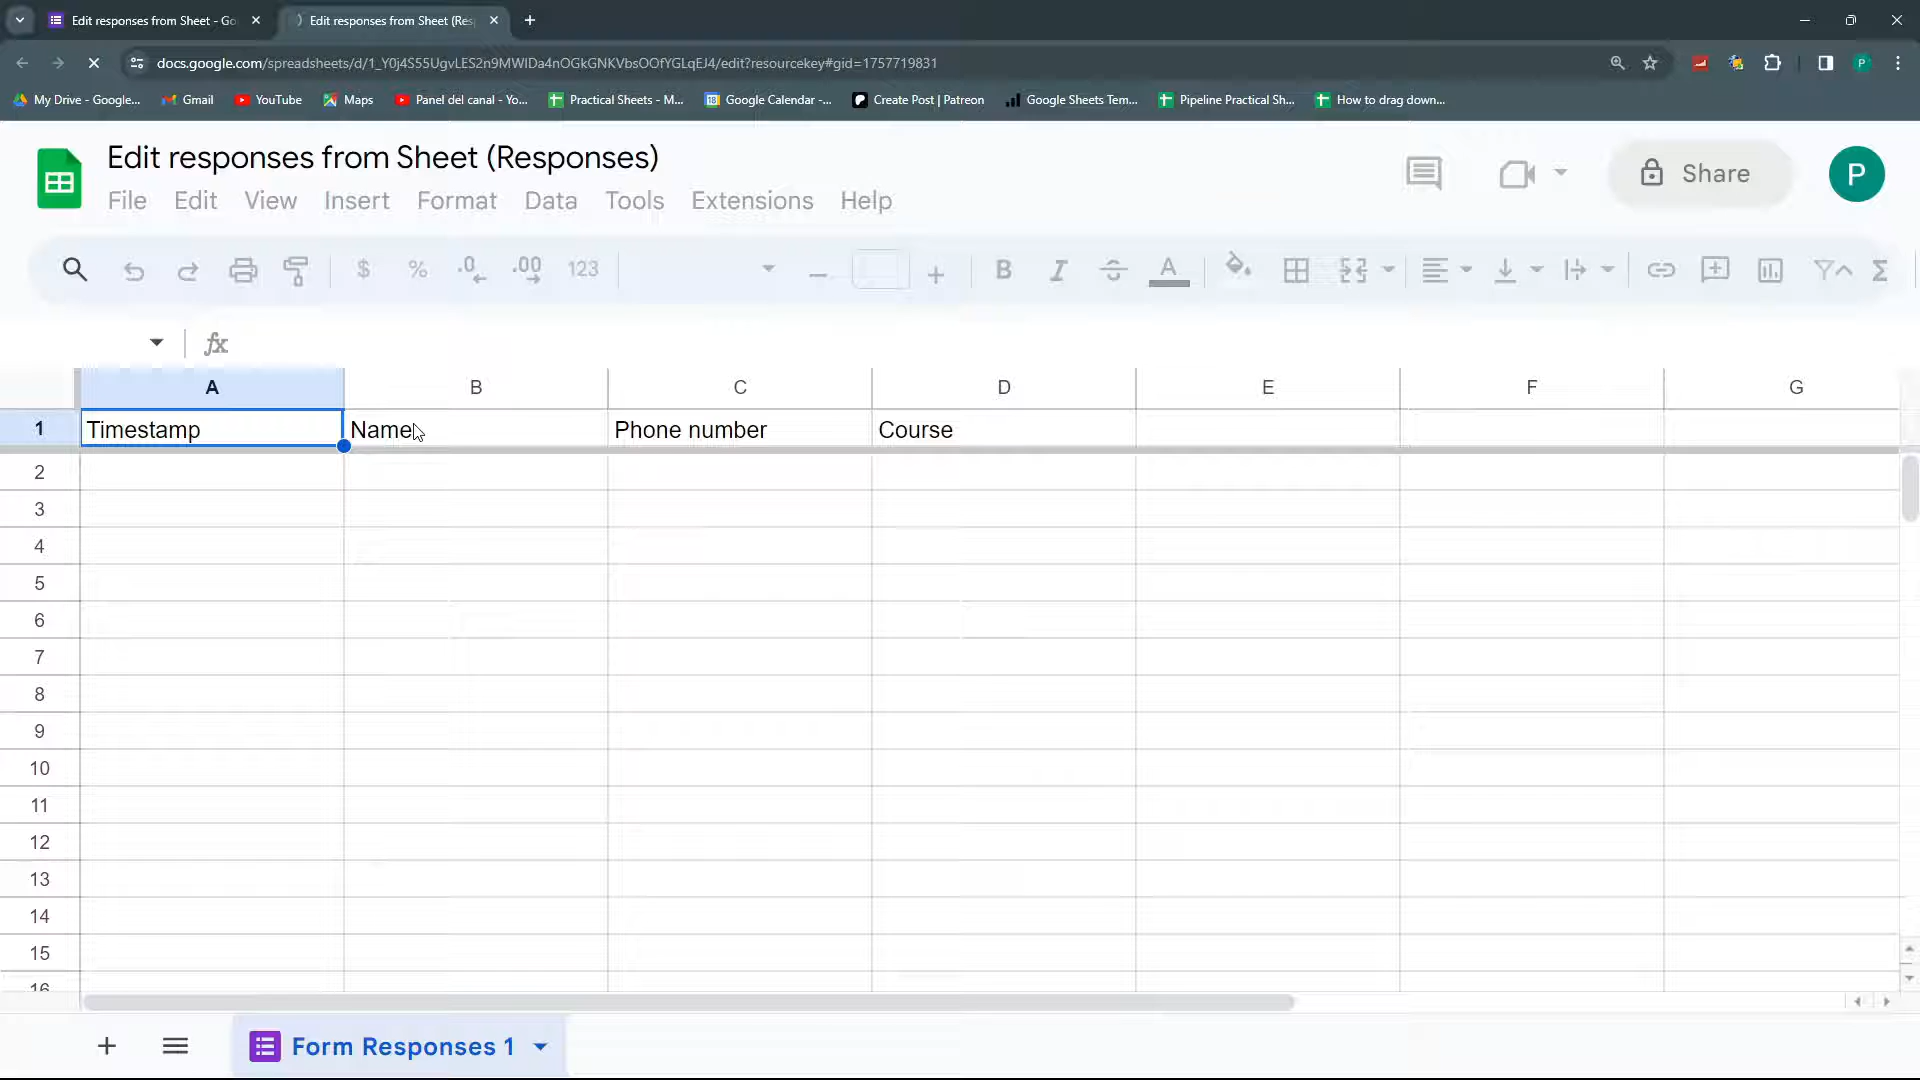 Edit responses from Sheet - Go
Edit responses from Sheet (Res
docs.google.com/spreadsheets/d/1_Y0j4S55UgvLES2n9MWIDa4nOGkGNKVbsOOfYGLqEJ4/edit?resourcekey#gid=1757719831
P
My Drive - Google...
Gmail
YouTube
Maps
Panel del canal - Yo...
Practical Sheets - M...
18
Google Calendar -...
Create Post | Patreon
Google Sheets Tem...
Pipeline Practical Sh...
How to drag down...
Edit responses from Sheet (Responses)
File Edit View Insert Format Data Tools Extensions Help
Share
P
$ % .0 .00 123 B I S A Σ
fx
A B C D E F G
1 Timestamp Name Phone number Course
2
3
4
5
6
7
8
9
10
11
12
13
14
15
16
Form Responses 1